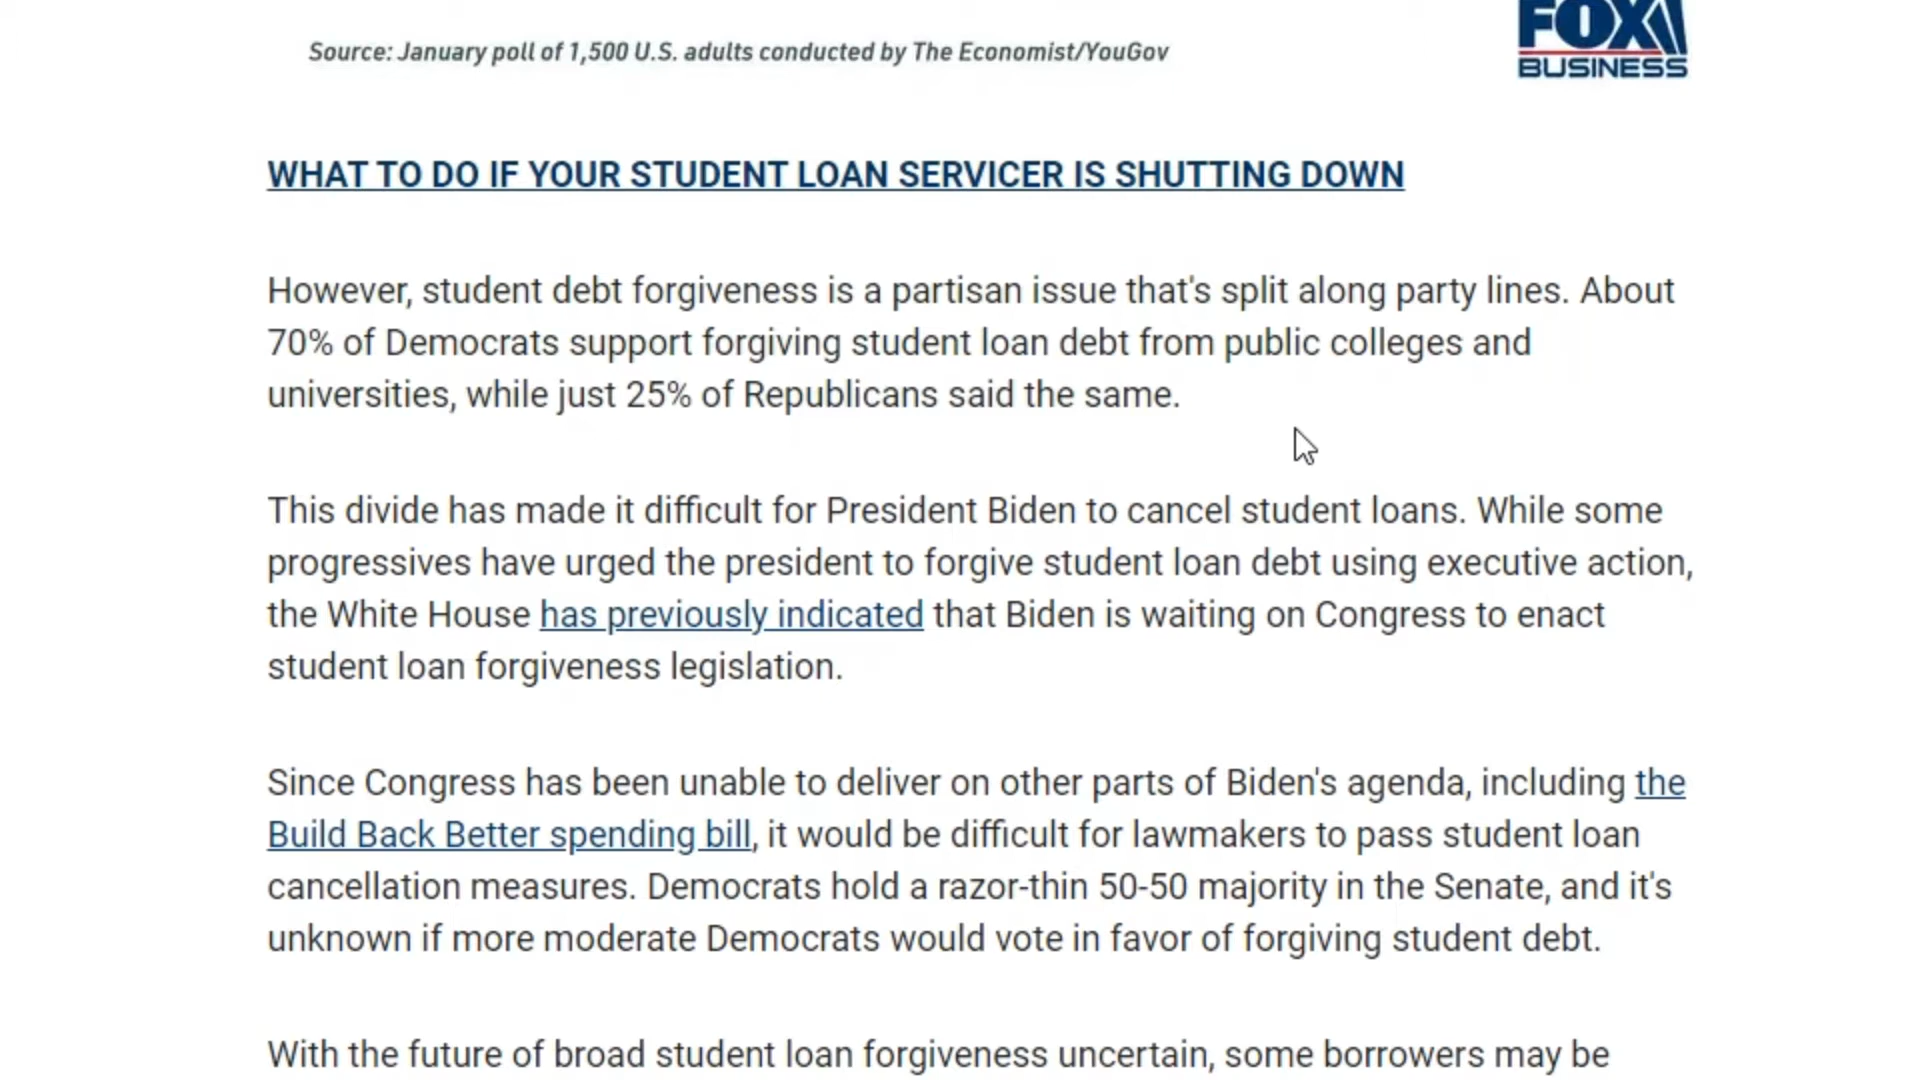 Source: January poll of 1,500 U.S. adults conducted by The Economist/YouGov
FOX
BUSINESS
WHAT TO DO IF YOUR STUDENT LOAN SERVICER IS SHUTTING DOWN
However, student debt forgiveness is a partisan issue that's split along party lines. About
70% of Democrats support forgiving student loan debt from public colleges and
universities, while just 25% of Republicans said the same.
This divide has made it difficult for President Biden to cancel student loans. While some
progressives have urged the president to forgive student loan debt using executive action,
the White House has previously indicated that Biden is waiting on Congress to enact
student loan forgiveness legislation.
Since Congress has been unable to deliver on other parts of Biden's agenda, including the
Build Back Better spending bill, it would be difficult for lawmakers to pass student loan
cancellation measures. Democrats hold a razor-thin 50-50 majority in the Senate, and it's
unknown if more moderate Democrats would vote in favor of forgiving student debt.
With the future of broad student loan forgiveness uncertain, some borrowers may be